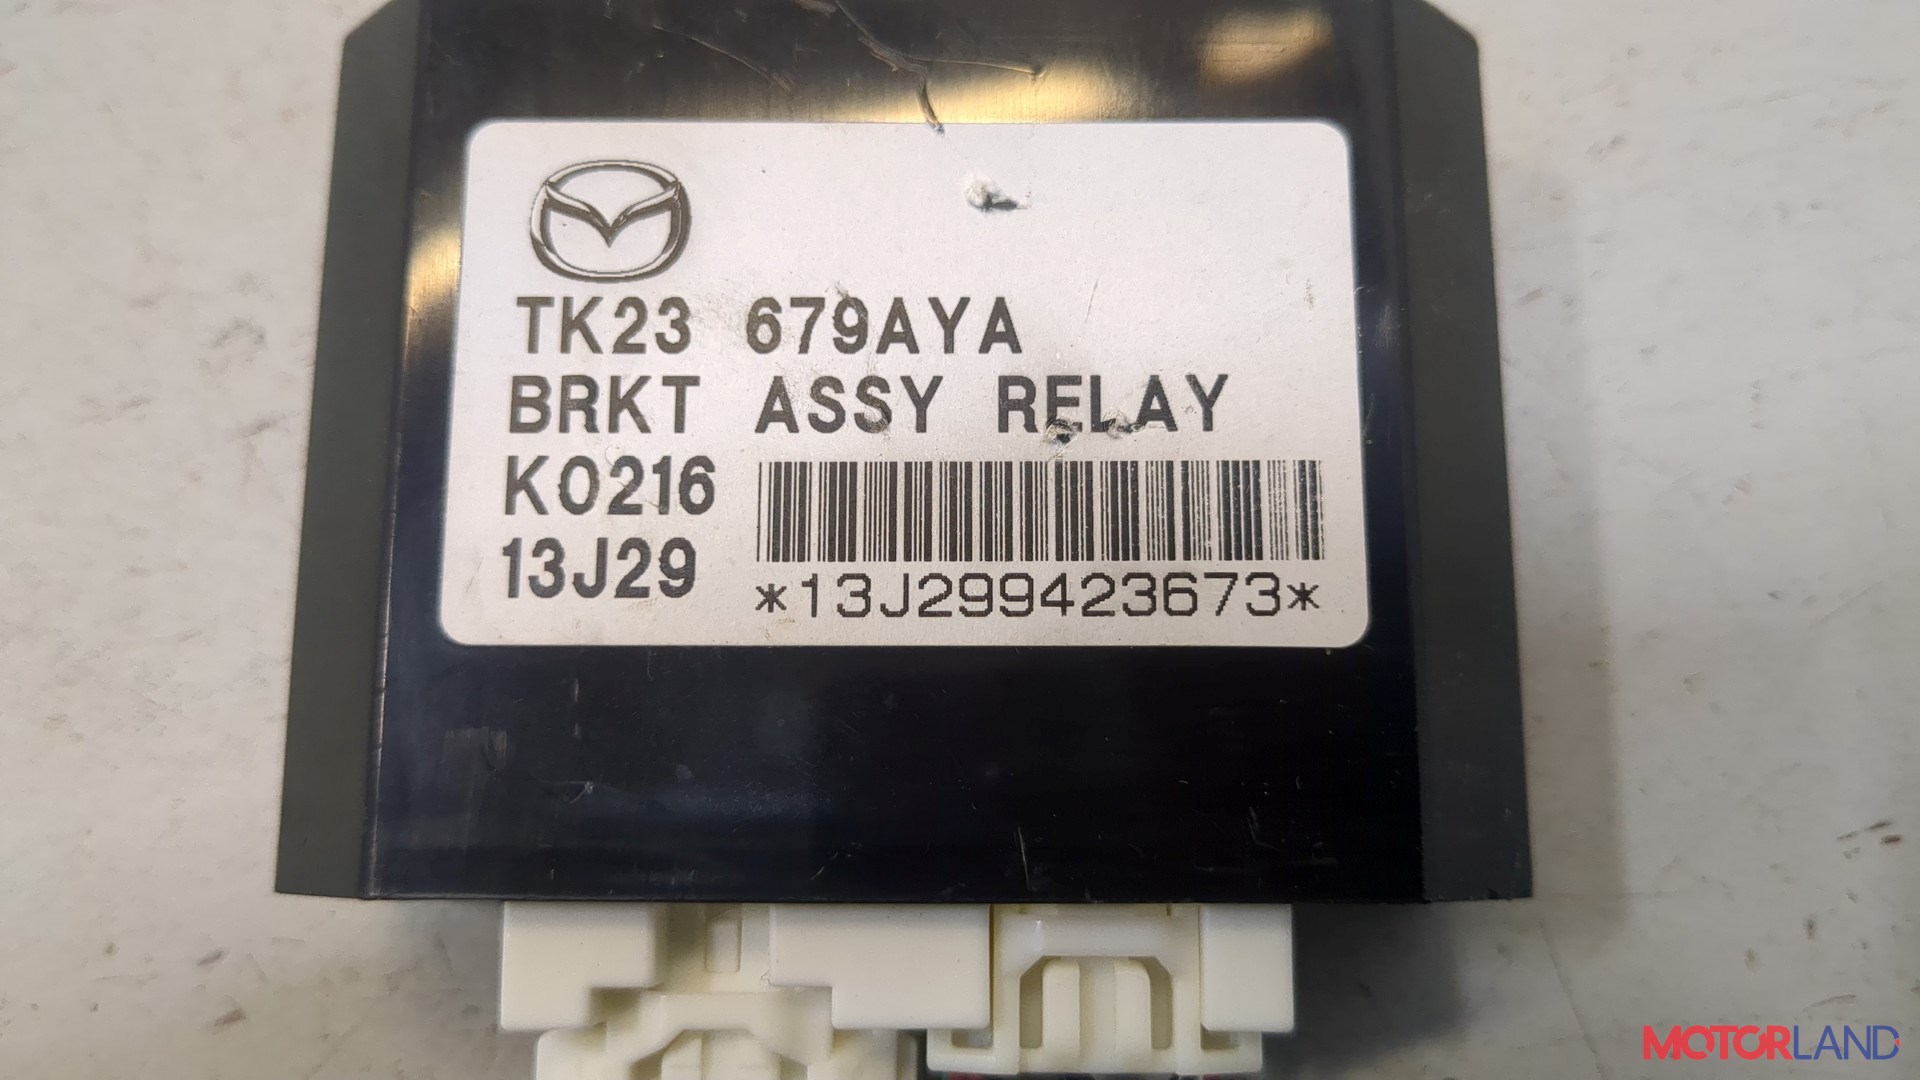 TK23 679AYA
BRKT ASSY RELAY
K0216
13J29
*13J299423673*
MOTORLAND